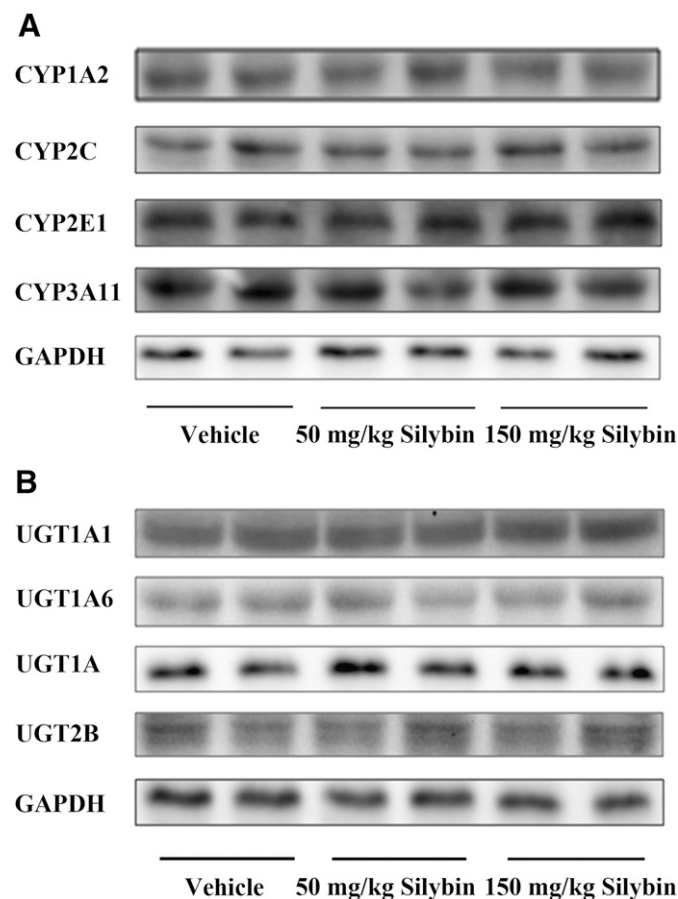 A
CYP1A2
CYP2C
CYP2E1
CYP3A11
GAPDH
Vehicle 50 mg/kg Silybin 150 mg/kg Silybin
B
UGT1A1
UGT1A6
UGT1A
UGT2B
GAPDH
Vehicle 50 mg/kg Silybin 150 mg/kg Silybin